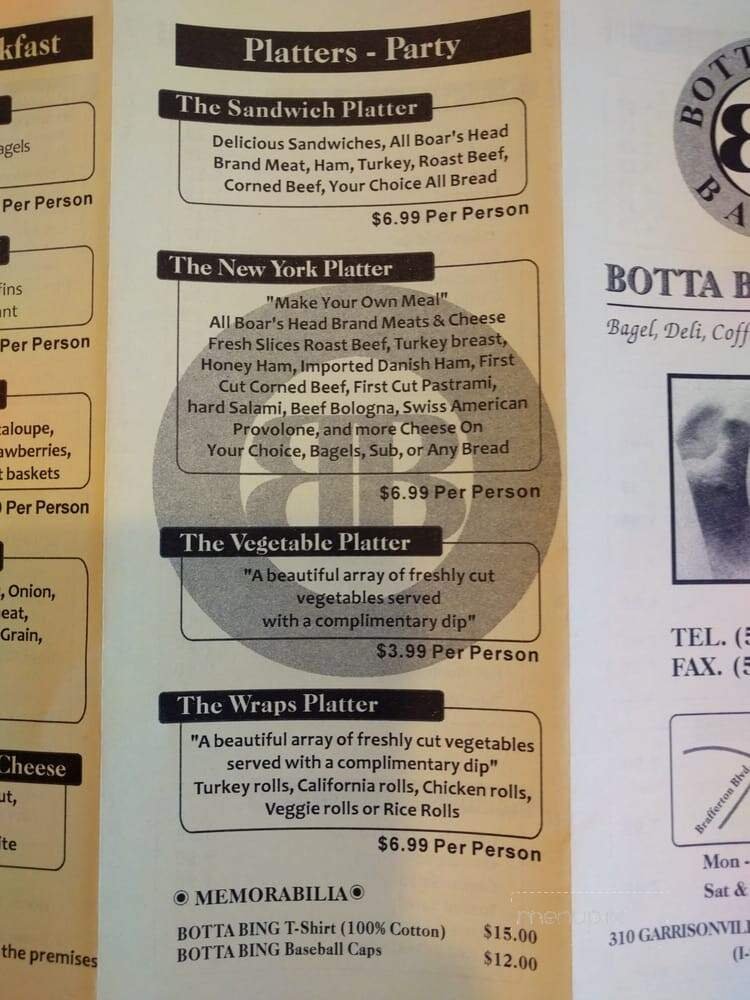 kfast
agels
Per Person
fins
nt
Per Person
aloupe,
awberries,
t baskets
Per Person
, Onion,
eat,
Grain,
Cheese
ut,
ite
the premises
Platters - Party
The Sandwich Platter
Delicious Sandwiches, All Boar's Head
Brand Meat, Ham, Turkey, Roast Beef,
Corned Beef, Your Choice All Bread
$6.99 Per Person
The New York Platter
"Make Your Own Meal"
All Boar's Head Brand Meats & Cheese
Fresh Slices Roast Beef, Turkey breast,
Honey Ham, Imported Danish Ham, First
Cut Corned Beef, First Cut Pastrami,
hard Salami, Beef Bologna, Swiss American
Provolone, and more Cheese On
Your Choice, Bagels, Sub, or Any Bread
$6.99 Per Person
The Vegetable Platter
"A beautiful array of freshly cut
vegetables served
with a complimentary dip"
$3.99 Per Person
The Wraps Platter
"A beautiful array of freshly cut vegetables
served with a complimentary dip"
Turkey rolls, California rolls, Chicken rolls,
Veggie rolls or Rice Rolls
$6.99 Per Person
MEMORABILIA
BOTTA BING T-Shirt (100% Cotton) $15.00
BOTTA BING Baseball Caps $12.00
BOTT
BA
BOTTA B
Bagel, Deli, Coff
TEL. (5
FAX. (5
Brafferton Blvd
Mon -
Sat &
310 GARRISONVIL
(I-